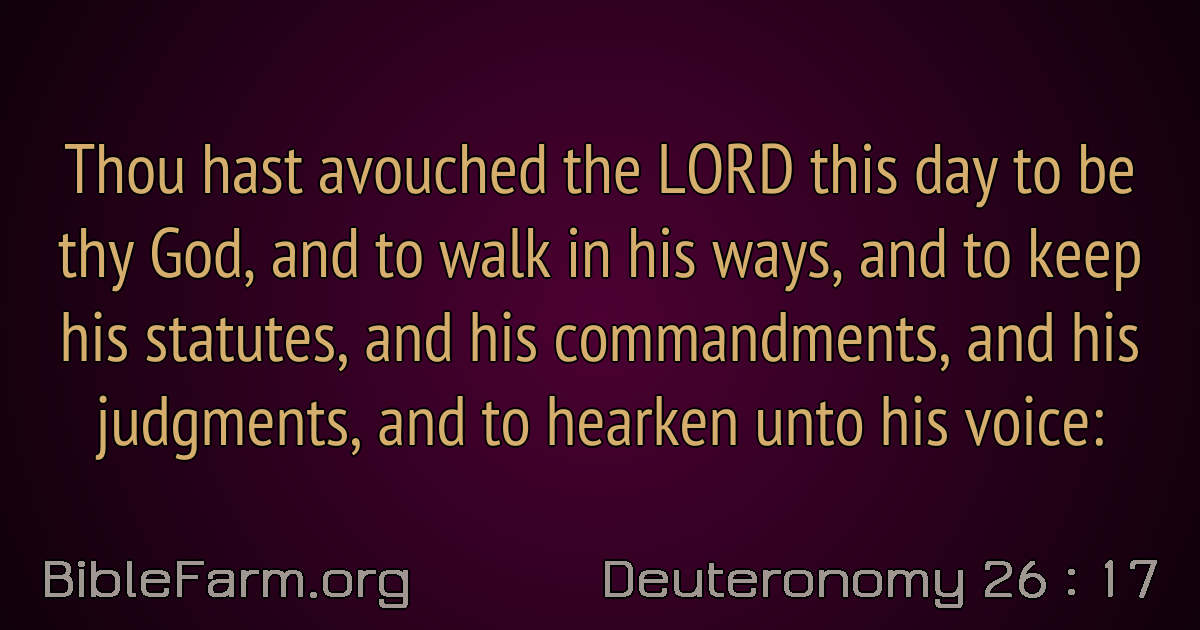 Thou hast avouched the LORD this day to be
thy God, and to walk in his ways, and to keep
his statutes, and his commandments, and his
judgments, and to hearken unto his voice:
BibleFarm.org
Deuteronomy 26 : 17